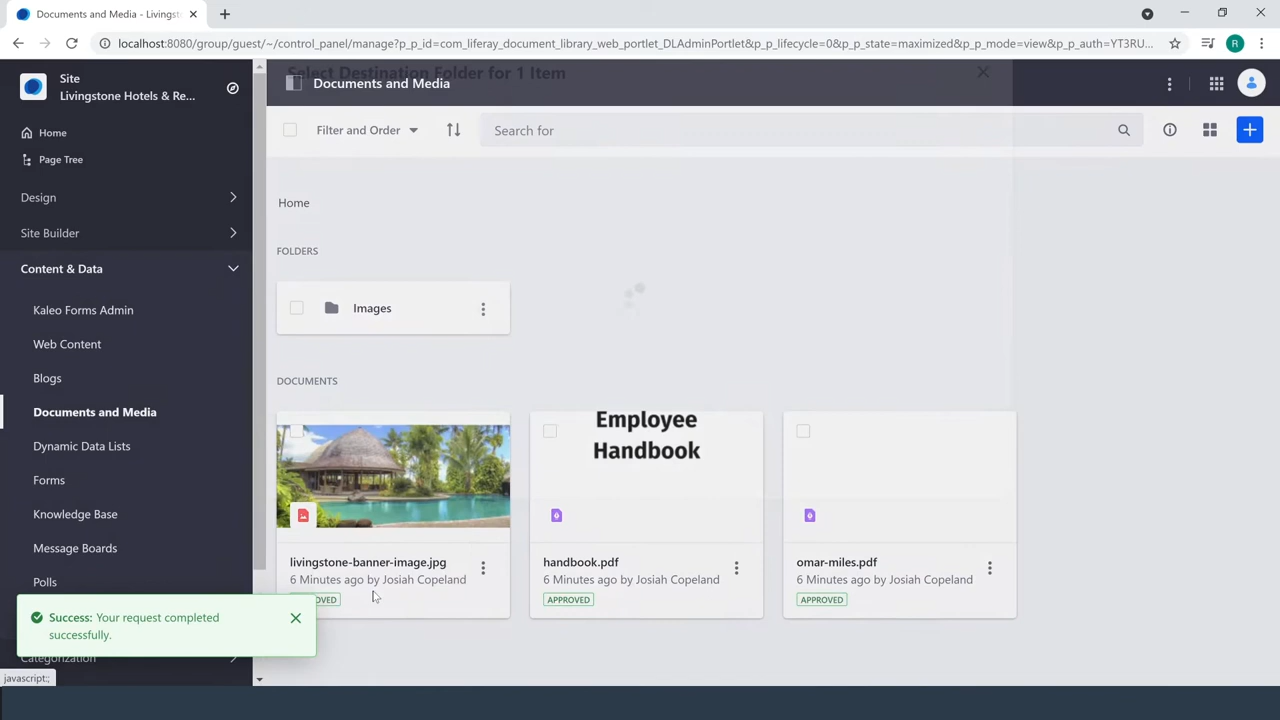 Documents and Media - Livingst
localhost:8080/group/guest/~/control_panel/manage?p_p_id=com_liferay_document_library_web_portlet_DLAdminPortlet&p_p_lifecycle=0&p_p_state=maximized&p_p_mode=view&p_p_auth=YT3RU...
R
Site
Livingstone Hotels & Re...
Home
Page Tree
Design
Site Builder
Content & Data
Kaleo Forms Admin
Web Content
Blogs
Documents and Media
Dynamic Data Lists
Forms
Knowledge Base
Message Boards
Polls
Categorization
Success: Your request completed
successfully.
javascript:;
Select Destination Folder for 1 Item
Documents and Media
Filter and Order
Search for
Home
FOLDERS
Images
DOCUMENTS
Employee
Handbook
livingstone-banner-image.jpg
6 Minutes ago by Josiah Copeland
OVED
handbook.pdf
6 Minutes ago by Josiah Copeland
APPROVED
omar-miles.pdf
6 Minutes ago by Josiah Copeland
APPROVED